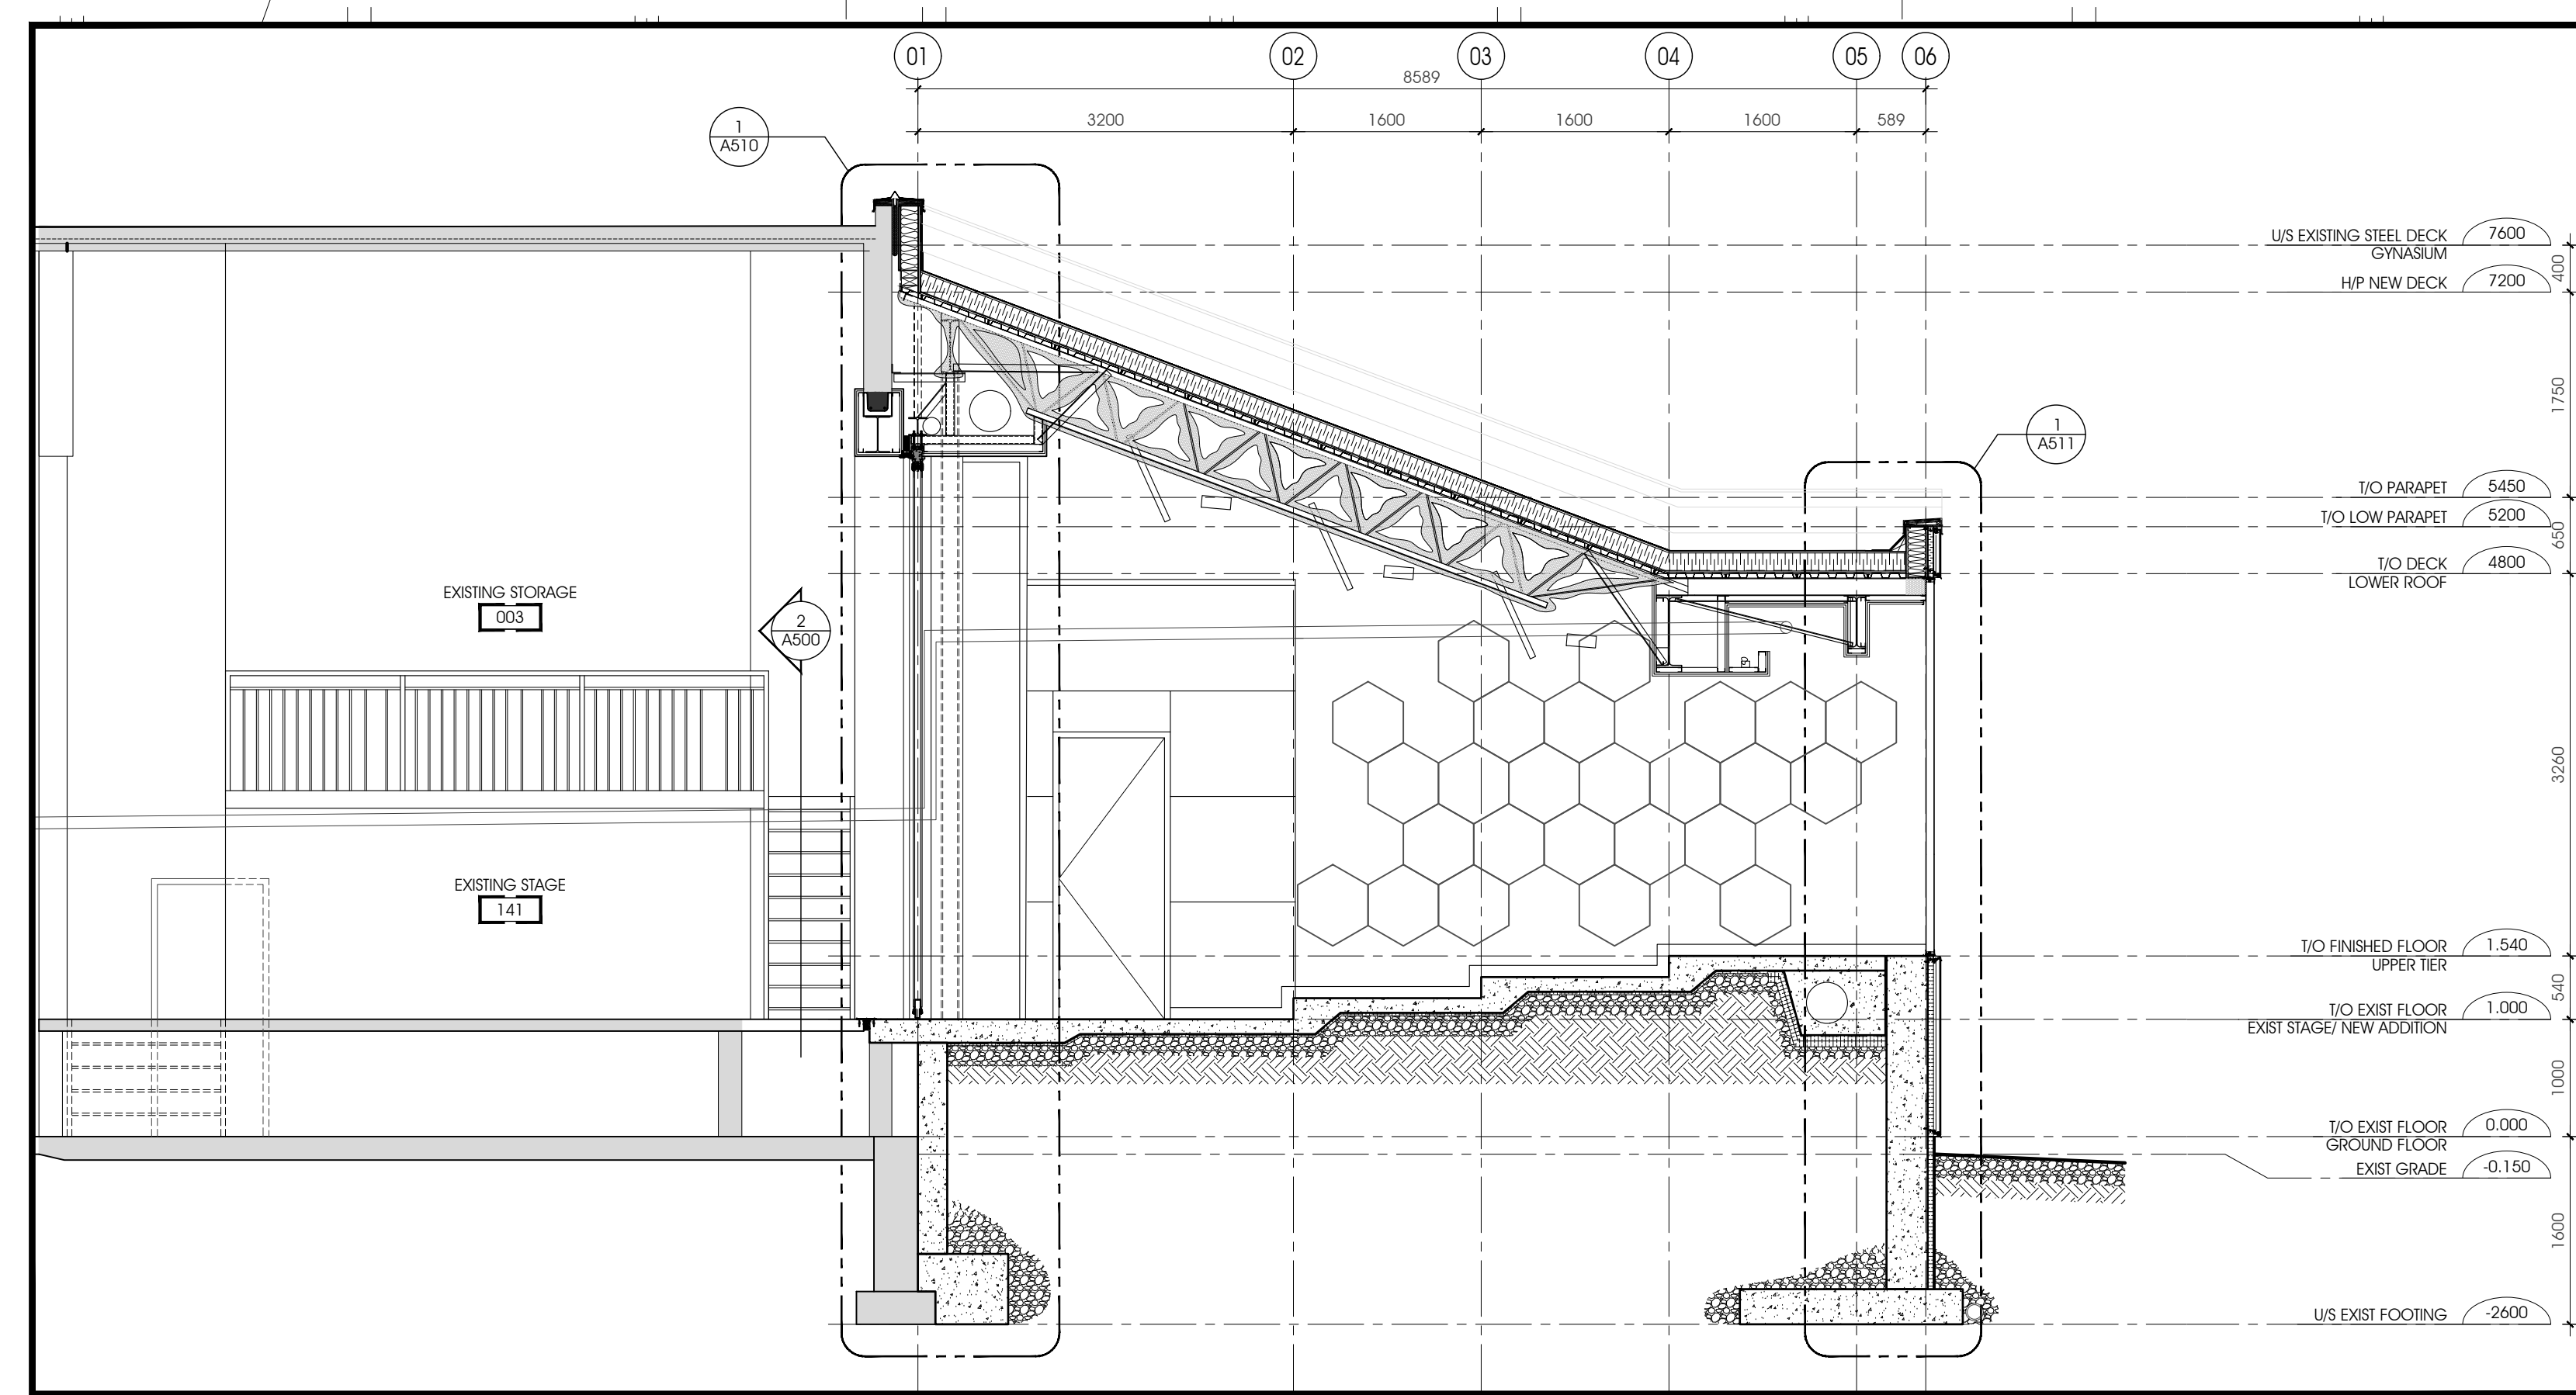 01 02 03 04 05 06
8589
3200 1600 1600 1600 589
1
A510
U/S EXISTING STEEL DECK 7600
GYNASIUM
400
H/P NEW DECK 7200
1750
1
A511
T/O PARAPET 5450
T/O LOW PARAPET 5200
650
T/O DECK 4800
LOWER ROOF
EXISTING STORAGE
003
2
A500
3260
EXISTING STAGE
141
T/O FINISHED FLOOR 1.540
UPPER TIER
540
T/O EXIST FLOOR 1.000
EXIST STAGE/ NEW ADDITION
1000
T/O EXIST FLOOR 0.000
GROUND FLOOR
EXIST GRADE -0.150
1600
U/S EXIST FOOTING -2600